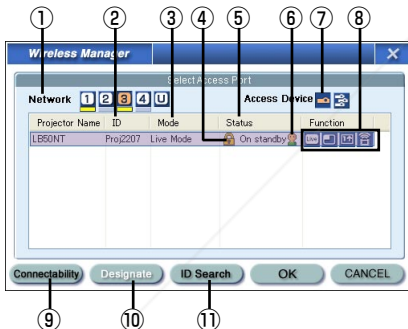 ① ② ③ ④ ⑤ ⑥ ⑦ ⑧
Wireless Manager
Select Access Port
Network 1 2 3 4 U Access Device
Projector Name ID Mode Status Function
LB50NT Proj2207 Live Mode On standby Live
Connectability Designate ID Search OK CANCEL
⑨ ⑩ ⑪